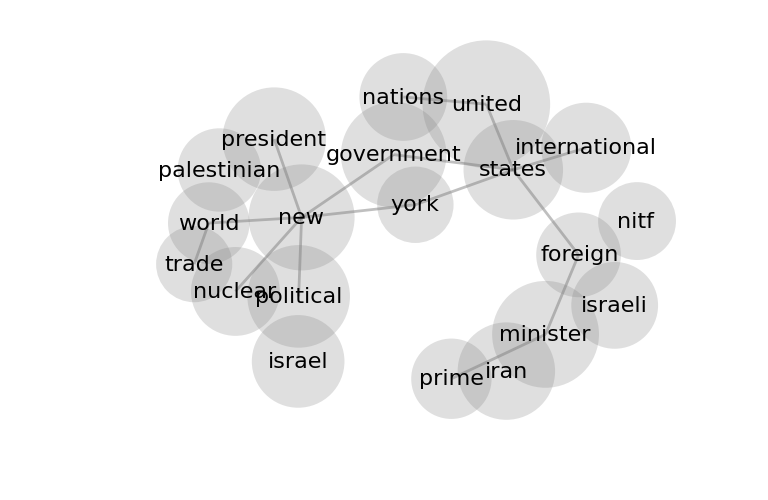 nations
united
president
government
international
palestinian
states
york
world
new
nitf
trade
foreign
nuclear
political
israeli
minister
israel
prime
iran